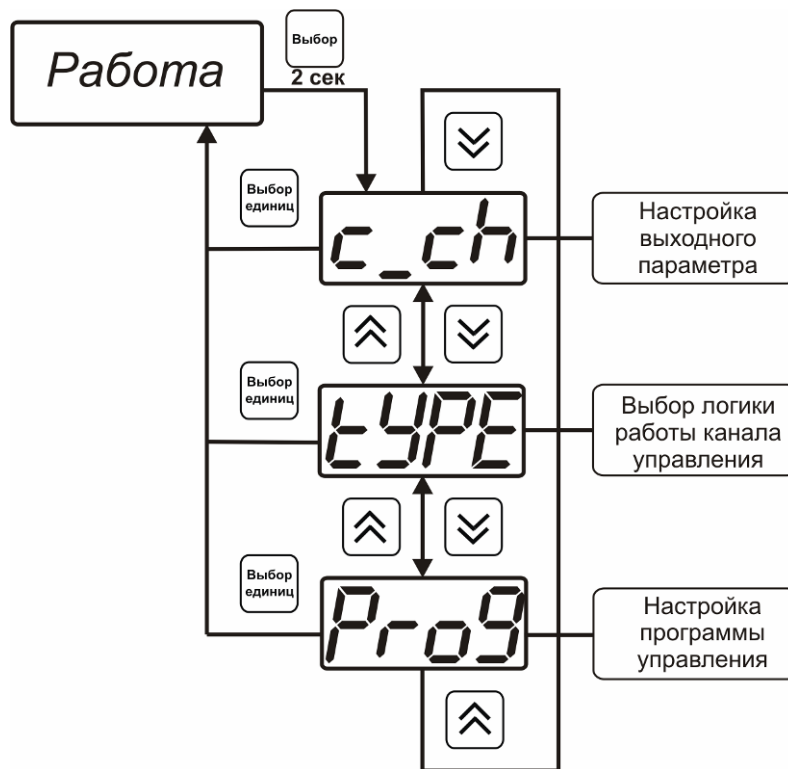 Работа
Выбор
2 сек
Выбор
единиц
c_ch
Настройка
выходного
параметра
Выбор
единиц
tYPE
Выбор логики
работы канала
управления
Выбор
единиц
Prog
Настройка
программы
управления